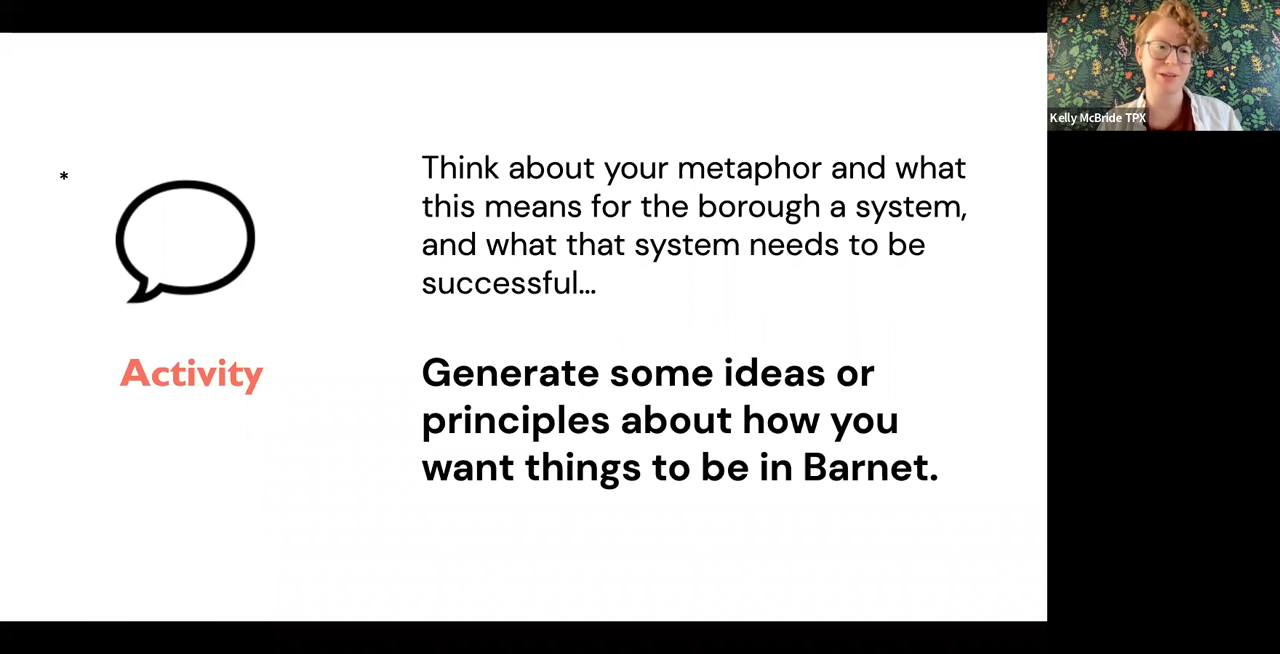 Kelly McBride TPX
*
Think about your metaphor and what
this means for the borough a system,
and what that system needs to be
successful...
Activity
Generate some ideas or
principles about how you
want things to be in Barnet.